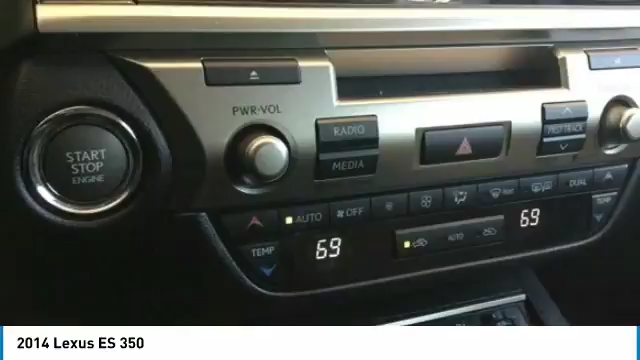 PWR·VOL
RADIO
MEDIA
START
STOP
ENGINE
AUTO
OFF
DUAL
TEMP
69
AUTO
69
TEMP
2014 Lexus ES 350